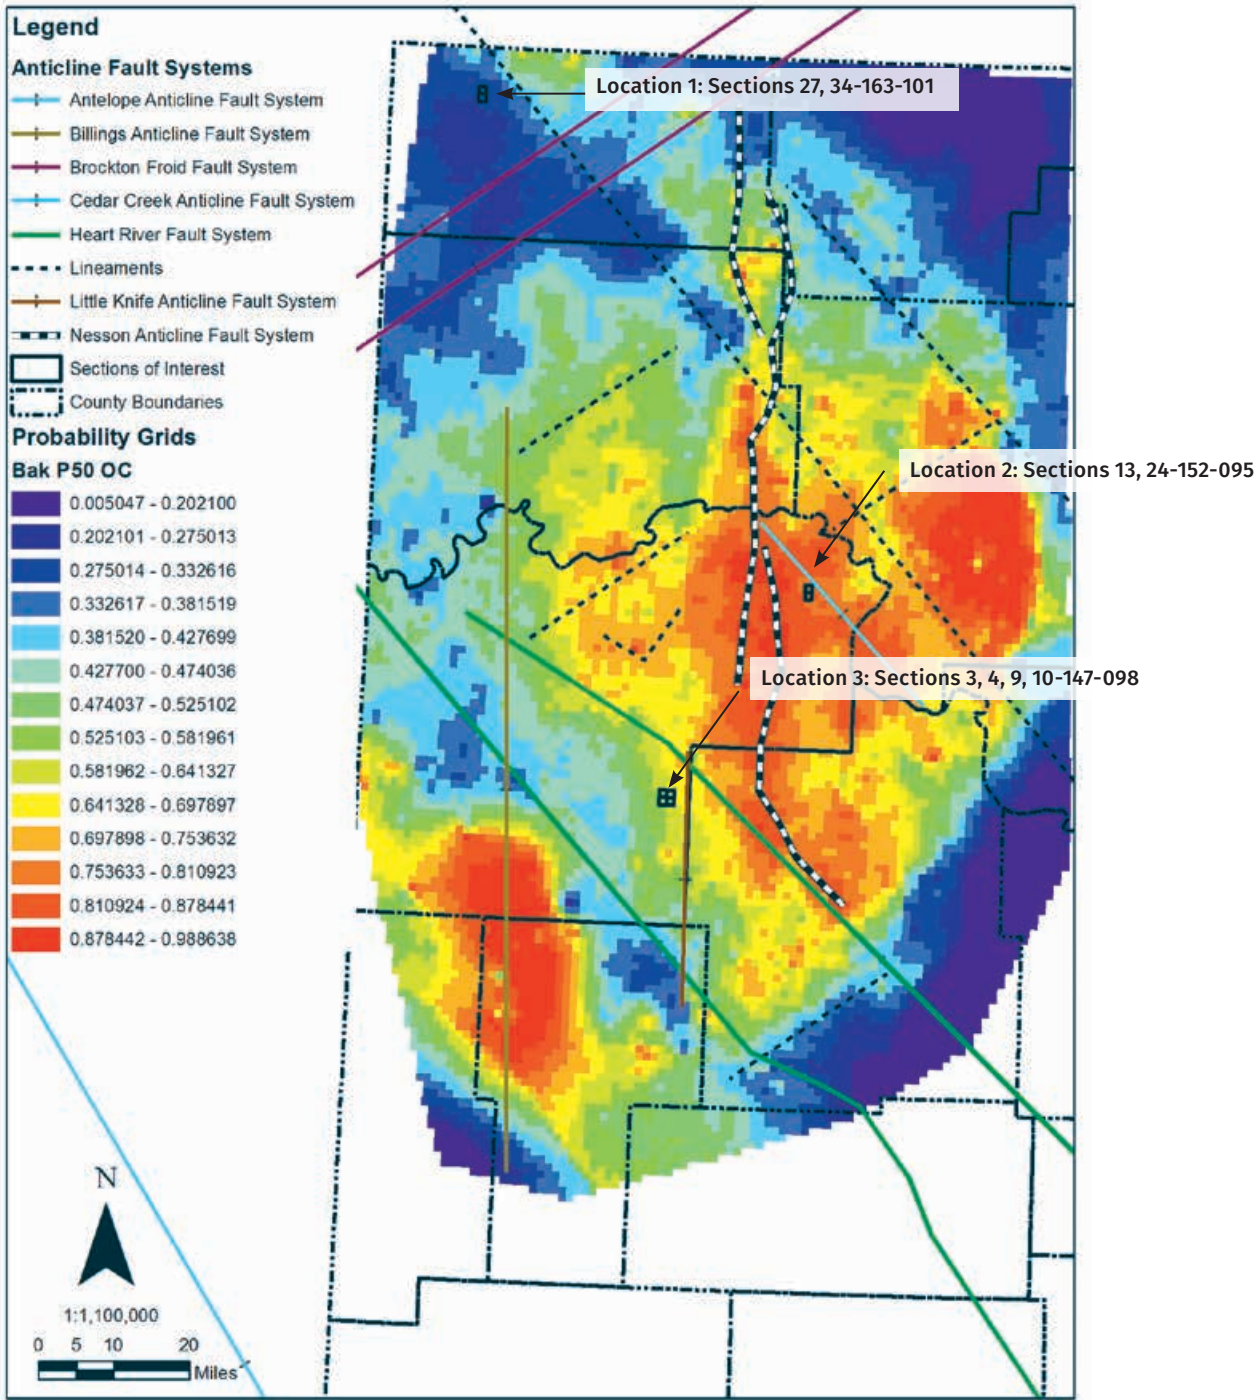 Legend
Anticline Fault Systems
Antelope Anticline Fault System
Billings Anticline Fault System
Brockton Froid Fault System
Cedar Creek Anticline Fault System
Heart River Fault System
Lineaments
Little Knife Anticline Fault System
Nesson Anticline Fault System
Sections of Interest
County Boundaries
Probability Grids
Bak P50 OC
0.005047 - 0.202100
0.202101 - 0.275013
0.275014 - 0.332616
0.332617 - 0.381519
0.381520 - 0.427699
0.427700 - 0.474036
0.474037 - 0.525102
0.525103 - 0.581961
0.581962 - 0.641327
0.641328 - 0.697897
0.697898 - 0.753632
0.753633 - 0.810923
0.810924 - 0.878441
0.878442 - 0.988638
Location 1: Sections 27, 34-163-101
Location 2: Sections 13, 24-152-095
Location 3: Sections 3, 4, 9, 10-147-098
N
1:1,100,000
0 5 10 20
Miles